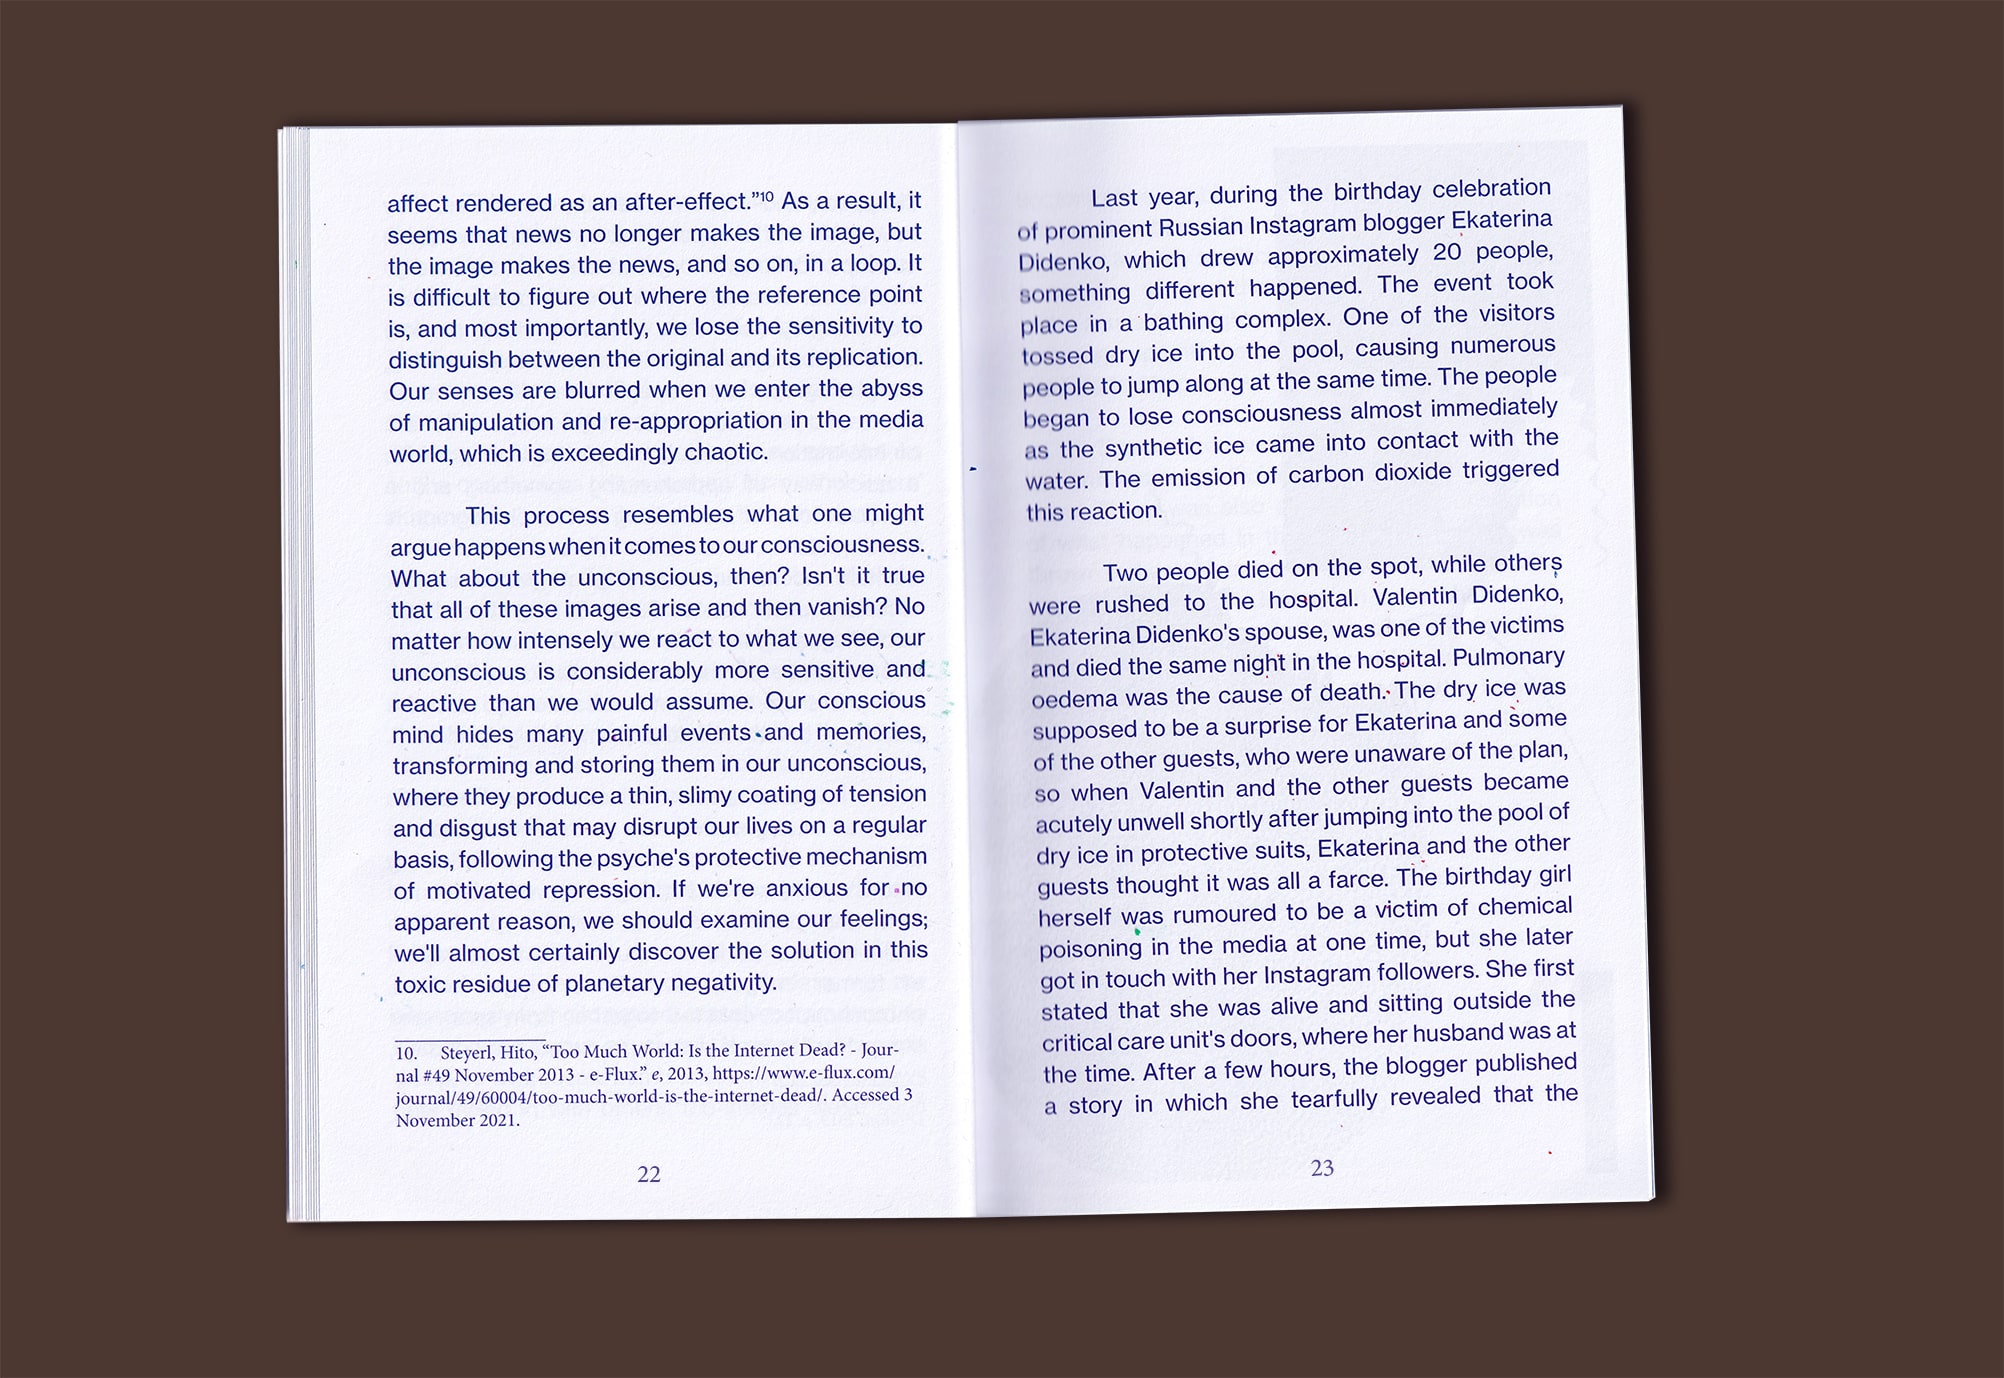 affect rendered as an after-effect.”10 As a result, it
seems that news no longer makes the image, but
the image makes the news, and so on, in a loop. It
is difficult to figure out where the reference point
is, and most importantly, we lose the sensitivity to
distinguish between the original and its replication.
Our senses are blurred when we enter the abyss
of manipulation and re-appropriation in the media
world, which is exceedingly chaotic.
This process resembles what one might
argue happens when it comes to our consciousness.
What about the unconscious, then? Isn't it true
that all of these images arise and then vanish? No
matter how intensely we react to what we see, our
unconscious is considerably more sensitive and
reactive than we would assume. Our conscious
mind hides many painful events and memories,
transforming and storing them in our unconscious,
where they produce a thin, slimy coating of tension
and disgust that may disrupt our lives on a regular
basis, following the psyche's protective mechanism
of motivated repression. If we're anxious for no
apparent reason, we should examine our feelings;
we'll almost certainly discover the solution in this
toxic residue of planetary negativity.
10. Steyerl, Hito, “Too Much World: Is the Internet Dead? - Jour-
nal #49 November 2013 - e-Flux.” e, 2013, https://www.e-flux.com/
journal/49/60004/too-much-world-is-the-internet-dead/. Accessed 3
November 2021.
22
Last year, during the birthday celebration
of prominent Russian Instagram blogger Ekaterina
Didenko, which drew approximately 20 people,
something different happened. The event took
place in a bathing complex. One of the visitors
tossed dry ice into the pool, causing numerous
people to jump along at the same time. The people
began to lose consciousness almost immediately
as the synthetic ice came into contact with the
water. The emission of carbon dioxide triggered
this reaction.
Two people died on the spot, while others
were rushed to the hospital. Valentin Didenko,
Ekaterina Didenko's spouse, was one of the victims
and died the same night in the hospital. Pulmonary
oedema was the cause of death. The dry ice was
supposed to be a surprise for Ekaterina and some
of the other guests, who were unaware of the plan,
so when Valentin and the other guests became
acutely unwell shortly after jumping into the pool of
dry ice in protective suits, Ekaterina and the other
guests thought it was all a farce. The birthday girl
herself was rumoured to be a victim of chemical
poisoning in the media at one time, but she later
got in touch with her Instagram followers. She first
stated that she was alive and sitting outside the
critical care unit's doors, where her husband was at
the time. After a few hours, the blogger published
a story in which she tearfully revealed that the
23